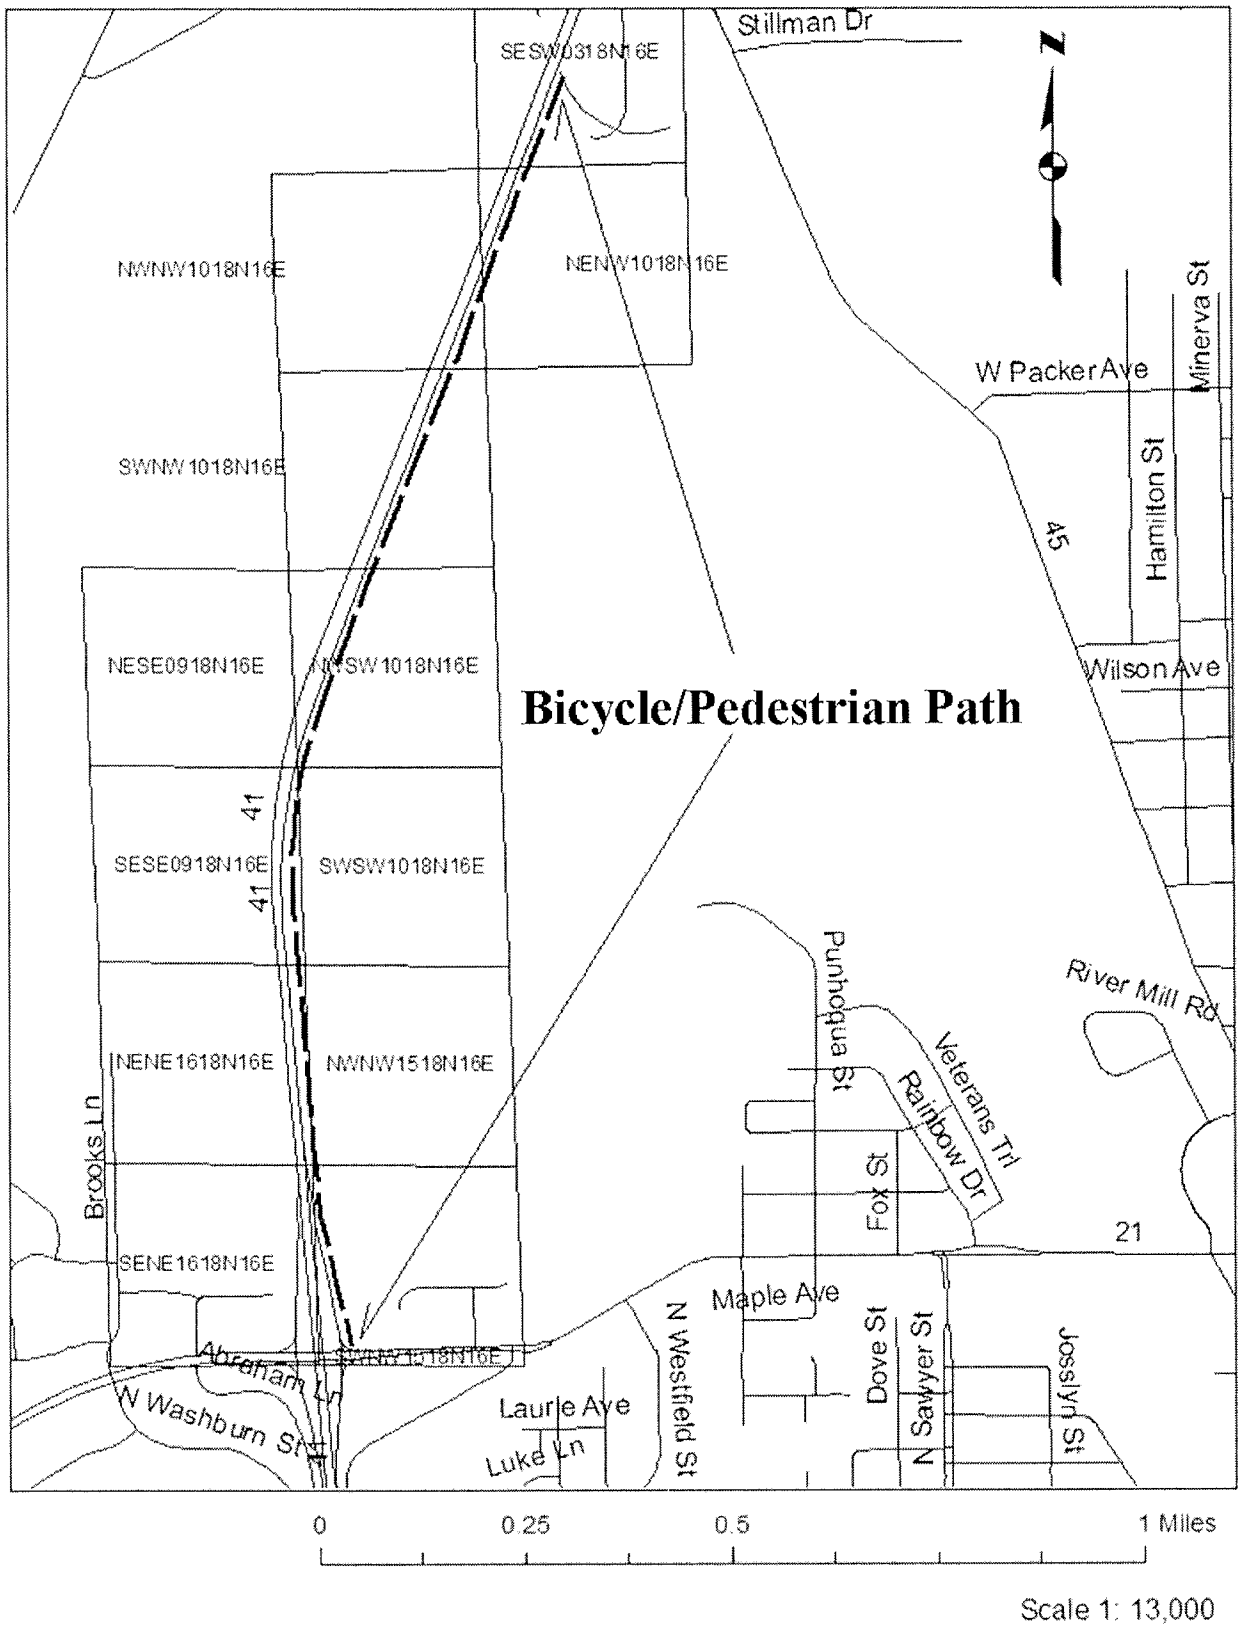 Stillman Dr
SESW0318N16E
N
NWNW1018N16E
NENW1018N16E
Minerva St
W Packer Ave
SWNW1018N16E
Hamilton St
45
NESE0918N16E
NWSW1018N16E
Wilson Ave
Bicycle/Pedestrian Path
41
SESE0918N16E
SWSW1018N16E
41
Punhoqua St
River Mill Rd
NENE1618N16E
NWNW1518N16E
Veterans Trl
Rainbow Dr
Brooks Ln
Fox St
21
SENE1618N16E
Maple Ave
SWNW1518N16E
Abraham Ln
N Washburn St
Laurie Ave
Luke Ln
N Westfield St
Dove St
N Sawyer St
Josslyn St
0 0.25 0.5 1 Miles
Scale 1: 13,000